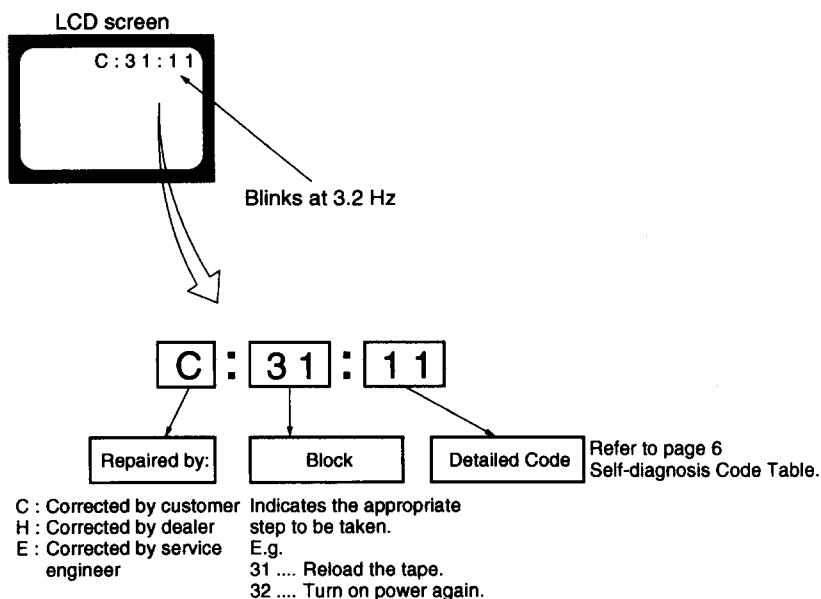 LCD screen
C:31:11
Blinks at 3.2 Hz
C : 31 : 11
Repaired by:
Block
Detailed Code
Refer to page 6
Self-diagnosis Code Table.
C : Corrected by customer
H : Corrected by dealer
E : Corrected by service
engineer
Indicates the appropriate
step to be taken.
E.g.
31 .... Reload the tape.
32 .... Turn on power again.